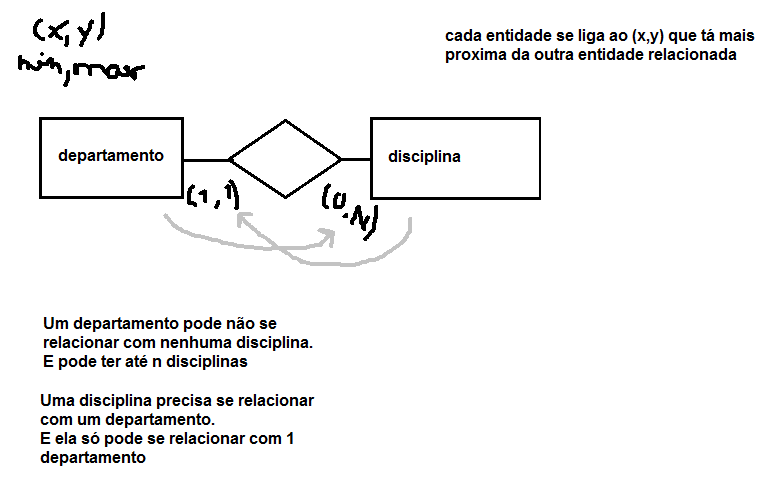 (x,y)
min,max
cada entidade se liga ao (x,y) que tá mais
proxima da outra entidade relacionada
departamento
disciplina
(1,1)
(0,N)
Um departamento pode não se
relacionar com nenhuma disciplina.
E pode ter até n disciplinas
Uma disciplina precisa se relacionar
com um departamento.
E ela só pode se relacionar com 1
departamento